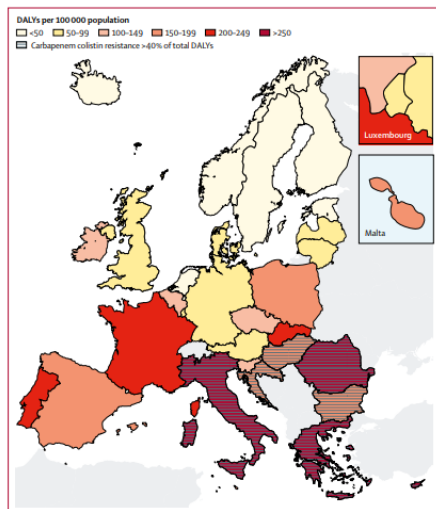 DALYs per 100 000 population
<50 50–99 100–149 150–199 200–249 >250
Carbapenem colistin resistance >40% of total DALYs
Luxembourg
Malta